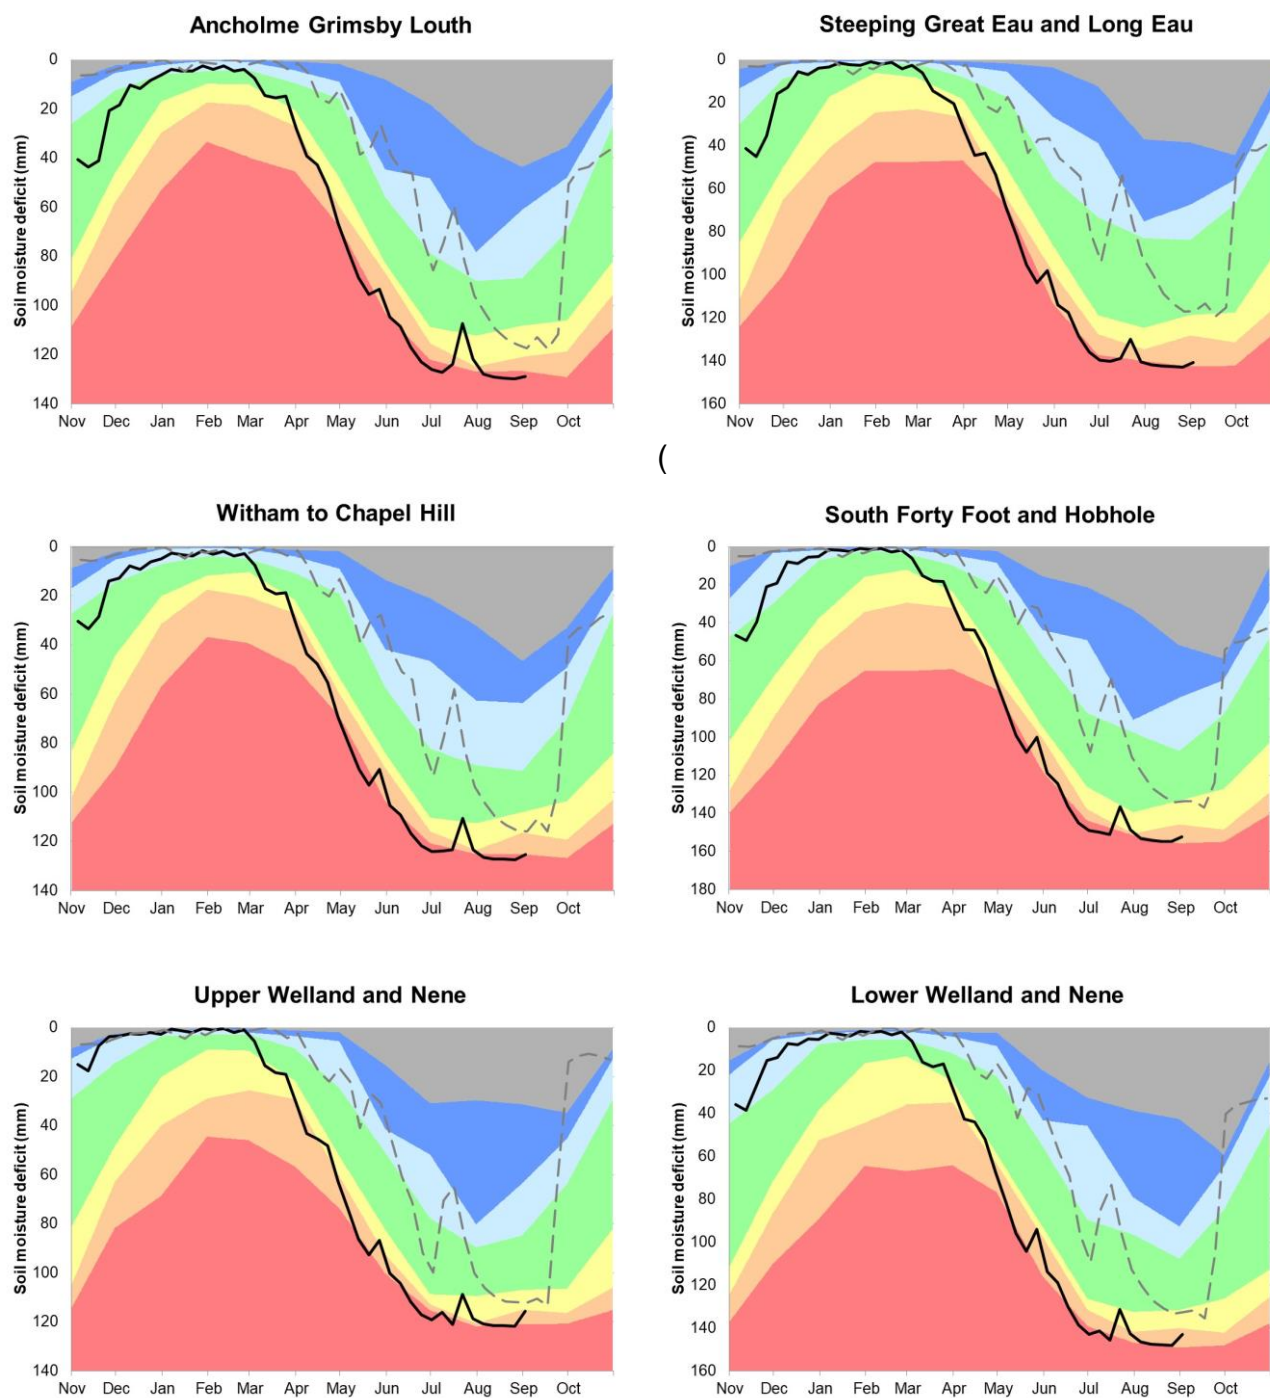 Ancholme Grimsby Louth
Soil moisture deficit (mm)
0
20
40
60
80
100
120
140
Nov Dec Jan Feb Mar Apr May Jun Jul Aug Sep Oct
Steeping Great Eau and Long Eau
Soil moisture deficit (mm)
0
20
40
60
80
100
120
140
160
Nov Dec Jan Feb Mar Apr May Jun Jul Aug Sep Oct
(
Witham to Chapel Hill
Soil moisture deficit (mm)
0
20
40
60
80
100
120
140
Nov Dec Jan Feb Mar Apr May Jun Jul Aug Sep Oct
South Forty Foot and Hobhole
Soil moisture deficit (mm)
0
20
40
60
80
100
120
140
160
180
Nov Dec Jan Feb Mar Apr May Jun Jul Aug Sep Oct
Upper Welland and Nene
Soil moisture deficit (mm)
0
20
40
60
80
100
120
140
Nov Dec Jan Feb Mar Apr May Jun Jul Aug Sep Oct
Lower Welland and Nene
Soil moisture deficit (mm)
0
20
40
60
80
100
120
140
160
Nov Dec Jan Feb Mar Apr May Jun Jul Aug Sep Oct